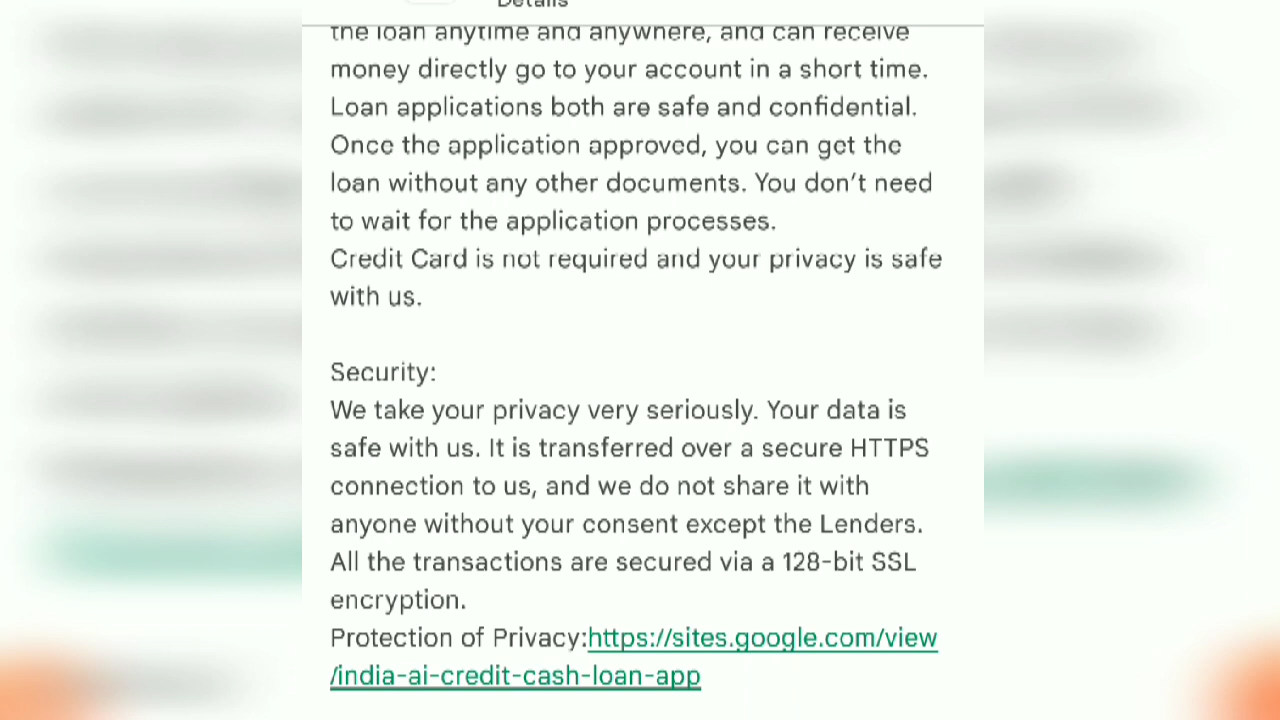 Details
the loan anytime and anywhere, and can receive
money directly go to your account in a short time.
Loan applications both are safe and confidential.
Once the application approved, you can get the
loan without any other documents. You don’t need
to wait for the application processes.
Credit Card is not required and your privacy is safe
with us.
Security:
We take your privacy very seriously. Your data is
safe with us. It is transferred over a secure HTTPS
connection to us, and we do not share it with
anyone without your consent except the Lenders.
All the transactions are secured via a 128-bit SSL
encryption.
Protection of Privacy:https://sites.google.com/view
/india-ai-credit-cash-loan-app